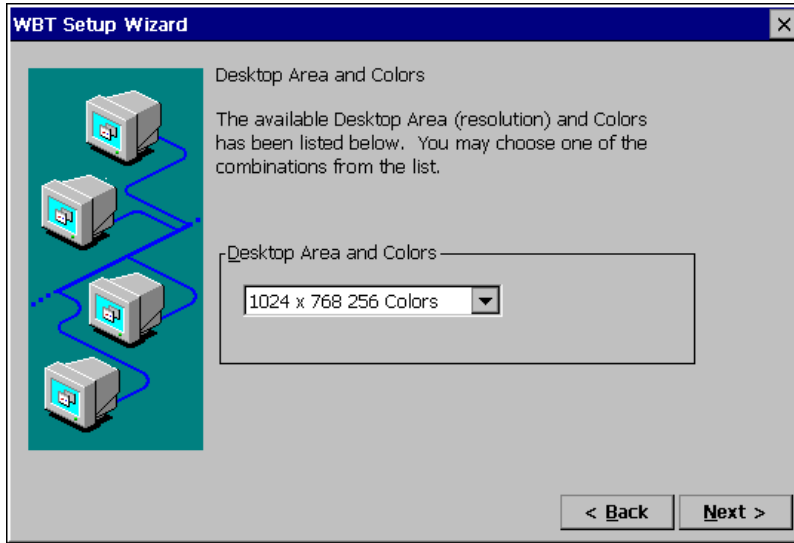 WBT Setup Wizard
Desktop Area and Colors
The available Desktop Area (resolution) and Colors
has been listed below. You may choose one of the
combinations from the list.
Desktop Area and Colors
1024 x 768 256 Colors
< Back
Next >